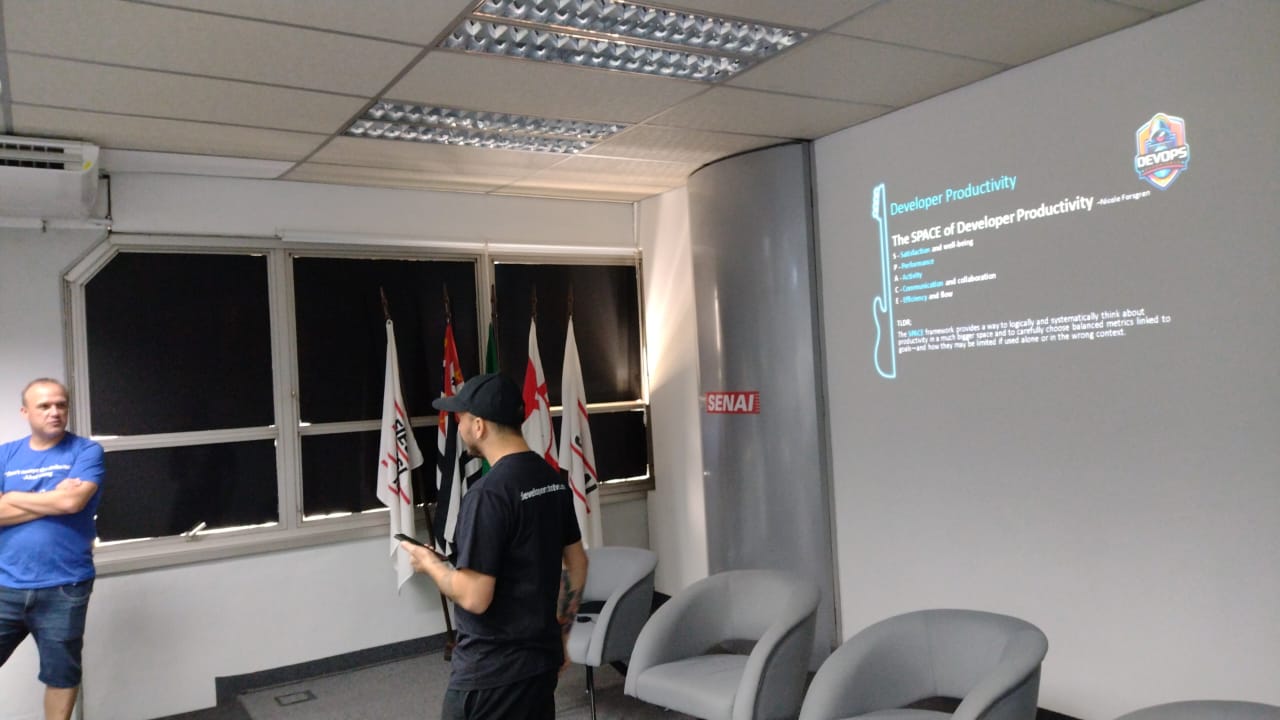 DEVOPS
Developer Productivity
The SPACE of Developer Productivity -Nicole Forsgren
S - Satisfaction and well-being
P - Performance
A - Activity
C - Communication and collaboration
E - Efficiency and flow
TLDR:
The SPACE framework provides a way to logically and systematically think about
productivity in a much bigger space and to carefully choose balanced metrics linked to
goals—and how they may be limited if used alone or in the wrong context.
SENAI